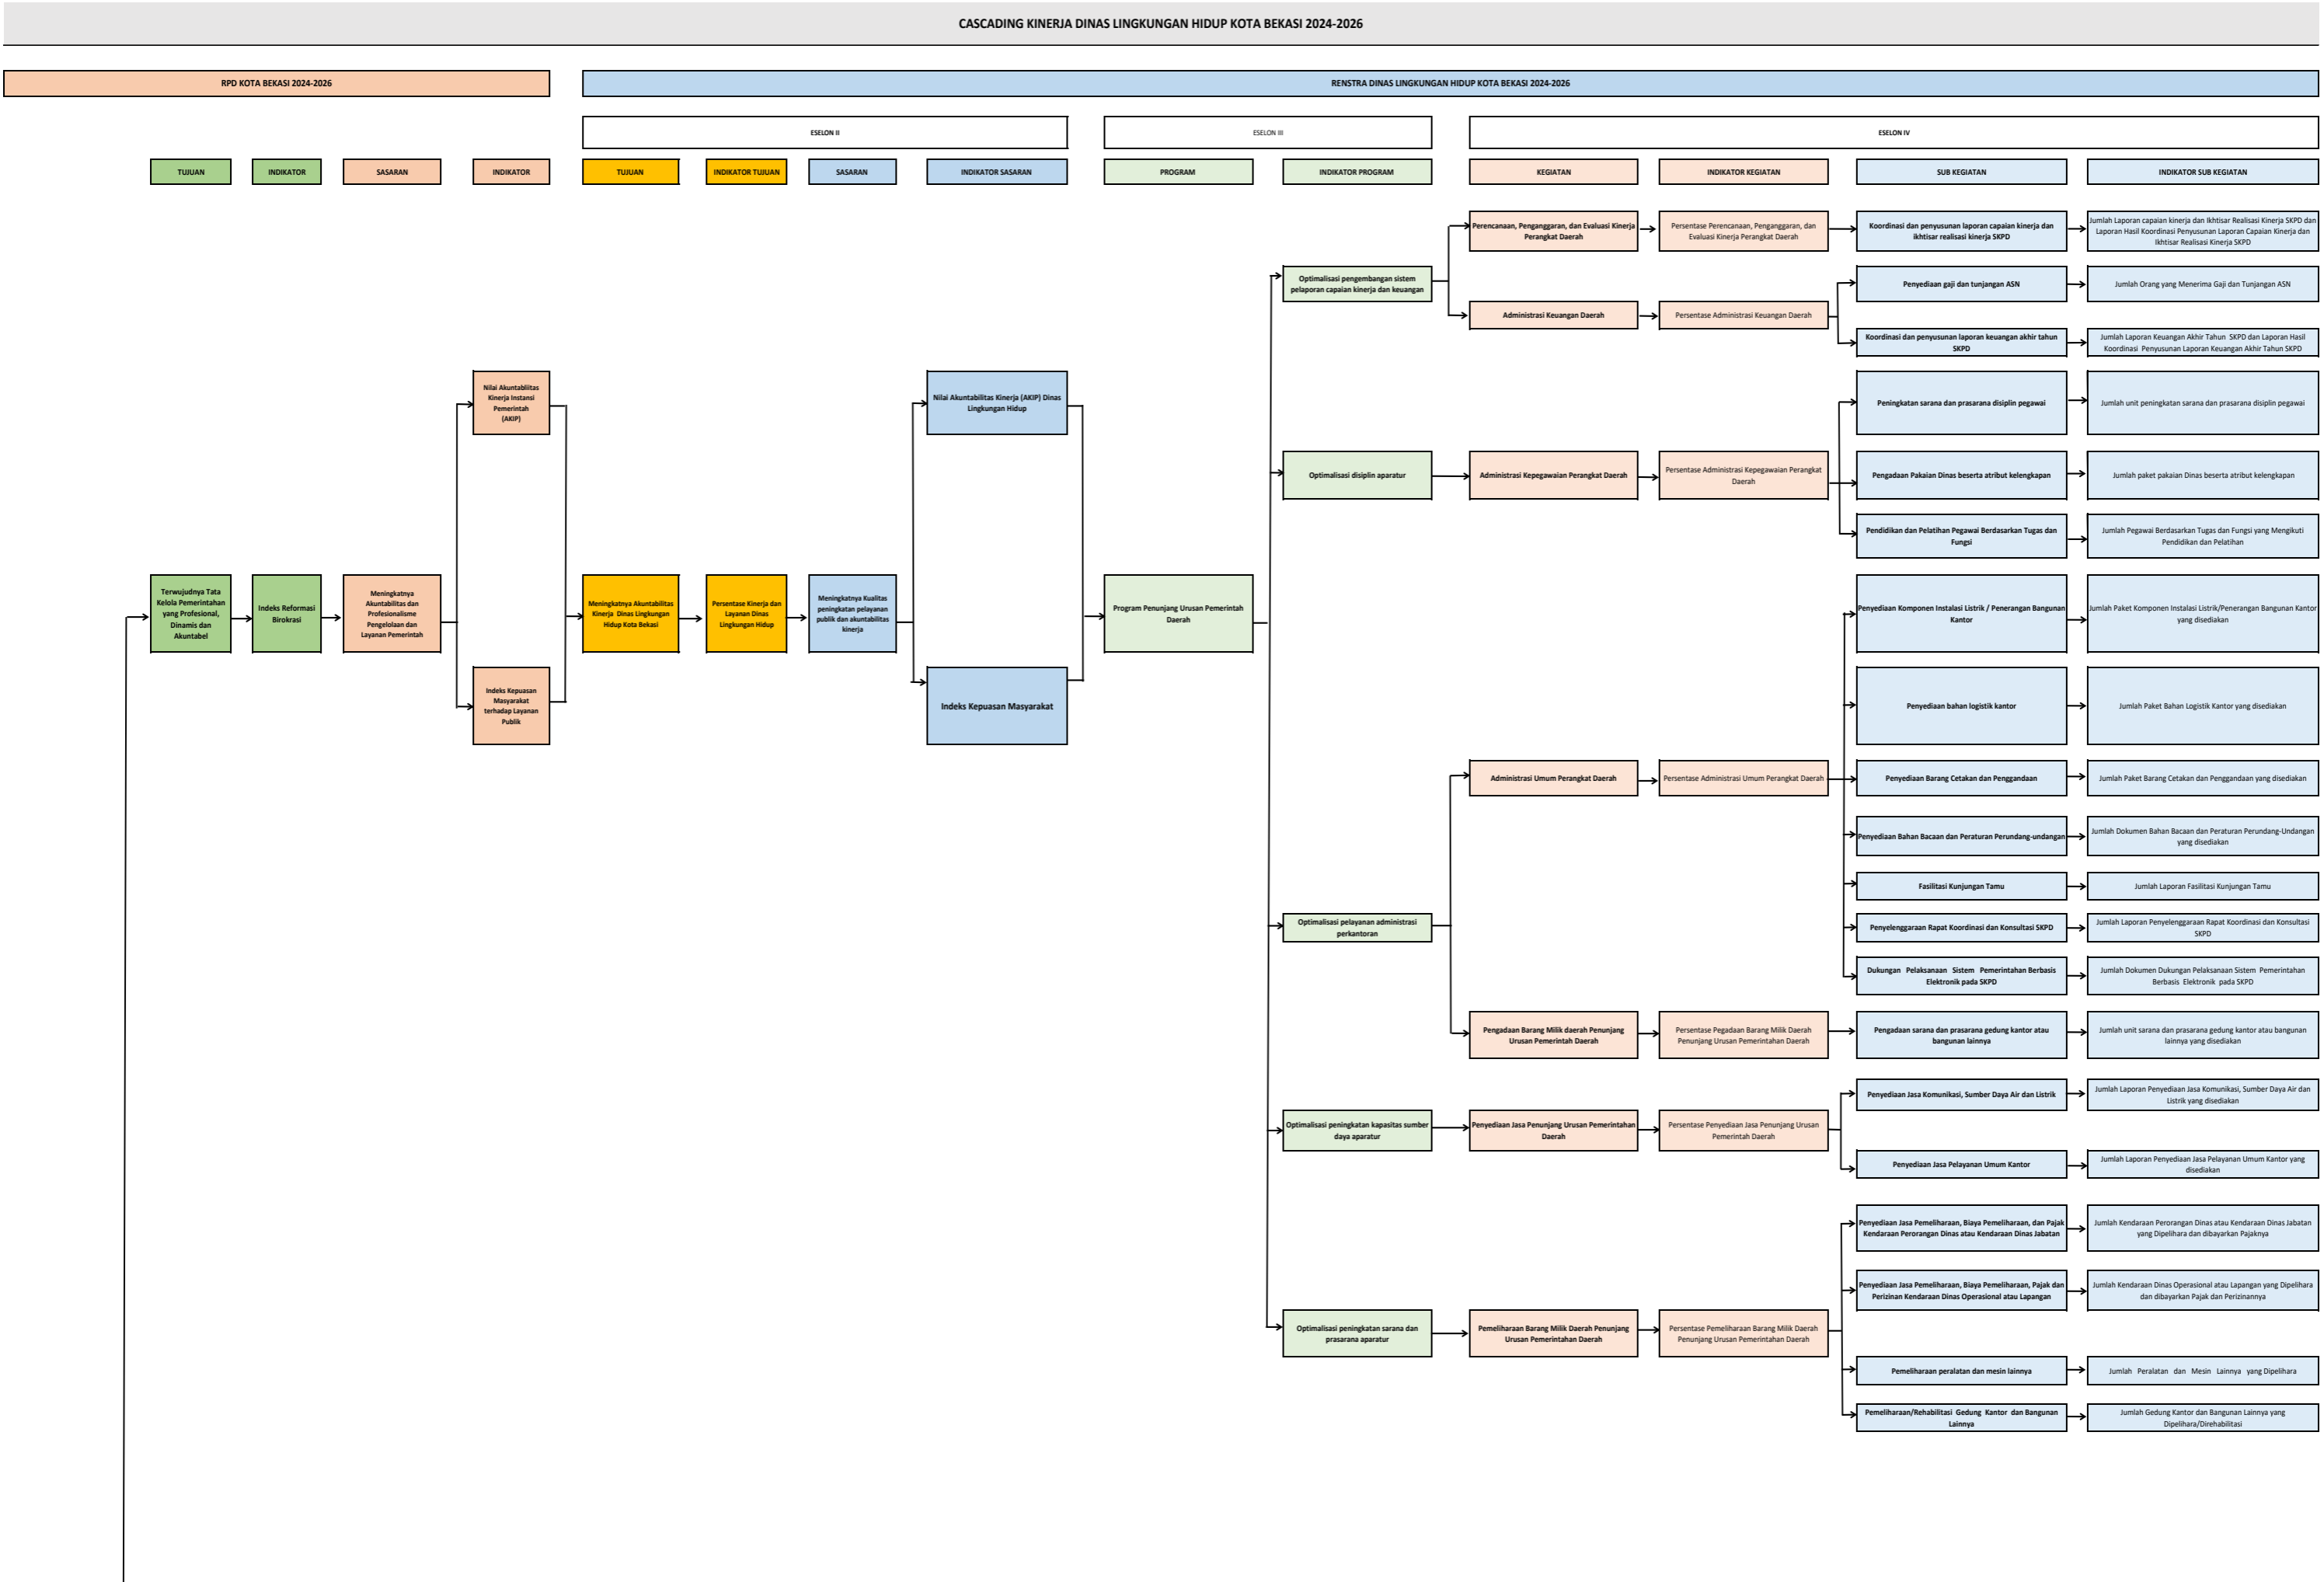 CASCADING KINERJA DINAS LINGKUNGAN HIDUP KOTA BEKASI 2024-2026
RPD KOTA BEKASI 2024-2026
RENSTRA DINAS LINGKUNGAN HIDUP KOTA BEKASI 2024-2026
ESELON II
ESELON III
ESELON IV
TUJUAN
INDIKATOR
SASARAN
INDIKATOR
TUJUAN
INDIKATOR TUJUAN
SASARAN
INDIKATOR SASARAN
PROGRAM
INDIKATOR PROGRAM
KEGIATAN
INDIKATOR KEGIATAN
SUB KEGIATAN
INDIKATOR SUB KEGIATAN
Terwujudnya Tata
Kelola Pemerintahan
yang Profesional,
Dinamis dan
Akuntabel
Indeks Reformasi
Birokrasi
Meningkatnya
Akuntabilitas dan
Profesionalisme
Pengelolaan dan
Layanan Pemerintah
Nilai Akuntabliitas
Kinerja Instansi
Pemerintah
(AKIP)
Indeks Kepuasan
Masyarakat
terhadap Layanan
Publik
Meningkatnya Akuntabilitas
Kinerja Dinas Lingkungan
Hidup Kota Bekasi
Persentase Kinerja dan
Layanan Dinas
Lingkungan Hidup
Meningkatnya Kualitas
peningkatan pelayanan
publik dan akuntabilitas
kinerja
Nilai Akuntabilitas Kinerja (AKIP) Dinas
Lingkungan Hidup
Indeks Kepuasan Masyarakat
Program Penunjang Urusan Pemerintah
Daerah
Optimalisasi pengembangan sistem
pelaporan capaian kinerja dan keuangan
Perencanaan, Penganggaran, dan Evaluasi Kinerja
Perangkat Daerah
Persentase Perencanaan, Penganggaran, dan
Evaluasi Kinerja Perangkat Daerah
Koordinasi dan penyusunan laporan capaian kinerja dan
ikhtisar realisasi kinerja SKPD
Jumlah Laporan capaian kinerja dan Ikhtisar Realisasi Kinerja SKPD dan
Laporan Hasil Koordinasi Penyusunan Laporan Capaian Kinerja dan
Ikhtisar Realisasi Kinerja SKPD
Administrasi Keuangan Daerah
Persentase Administrasi Keuangan Daerah
Penyediaan gaji dan tunjangan ASN
Jumlah Orang yang Menerima Gaji dan Tunjangan ASN
Koordinasi dan penyusunan laporan keuangan akhir tahun
SKPD
Jumlah Laporan Keuangan Akhir Tahun SKPD dan Laporan Hasil
Koordinasi Penyusunan Laporan Keuangan Akhir Tahun SKPD
Optimalisasi disiplin aparatur
Administrasi Kepegawaian Perangkat Daerah
Persentase Administrasi Kepegawaian Perangkat
Daerah
Peningkatan sarana dan prasarana disiplin pegawai
Jumlah unit peningkatan sarana dan prasarana disiplin pegawai
Pengadaan Pakaian Dinas beserta atribut kelengkapan
Jumlah paket pakaian Dinas beserta atribut kelengkapan
Pendidikan dan Pelatihan Pegawai Berdasarkan Tugas dan
Fungsi
Jumlah Pegawai Berdasarkan Tugas dan Fungsi yang Mengikuti
Pendidikan dan Pelatihan
Optimalisasi pelayanan administrasi
perkantoran
Administrasi Umum Perangkat Daerah
Persentase Administrasi Umum Perangkat Daerah
Penyediaan Komponen Instalasi Listrik / Penerangan Bangunan
Kantor
Jumlah Paket Komponen Instalasi Listrik/Penerangan Bangunan Kantor
yang disediakan
Penyediaan bahan logistik kantor
Jumlah Paket Bahan Logistik Kantor yang disediakan
Penyediaan Barang Cetakan dan Penggandaan
Jumlah Paket Barang Cetakan dan Penggandaan yang disediakan
Penyediaan Bahan Bacaan dan Peraturan Perundang-undangan
Jumlah Dokumen Bahan Bacaan dan Peraturan Perundang-Undangan
yang disediakan
Fasilitasi Kunjungan Tamu
Jumlah Laporan Fasilitasi Kunjungan Tamu
Penyelenggaraan Rapat Koordinasi dan Konsultasi SKPD
Jumlah Laporan Penyelenggaraan Rapat Koordinasi dan Konsultasi
SKPD
Dukungan Pelaksanaan Sistem Pemerintahan Berbasis
Elektronik pada SKPD
Jumlah Dokumen Dukungan Pelaksanaan Sistem Pemerintahan
Berbasis Elektronik pada SKPD
Pengadaan Barang Milik daerah Penunjang
Urusan Pemerintah Daerah
Persentase Pegadaan Barang Milik Daerah
Penunjang Urusan Pemerintahan Daerah
Pengadaan sarana dan prasarana gedung kantor atau
bangunan lainnya
Jumlah unit sarana dan prasarana gedung kantor atau bangunan
lainnya yang disediakan
Optimalisasi peningkatan kapasitas sumber
daya aparatur
Penyediaan Jasa Penunjang Urusan Pemerintahan
Daerah
Persentase Penyediaan Jasa Penunjang Urusan
Pemerintah Daerah
Penyediaan Jasa Komunikasi, Sumber Daya Air dan Listrik
Jumlah Laporan Penyediaan Jasa Komunikasi, Sumber Daya Air dan
Listrik yang disediakan
Penyediaan Jasa Pelayanan Umum Kantor
Jumlah Laporan Penyediaan Jasa Pelayanan Umum Kantor yang
disediakan
Optimalisasi peningkatan sarana dan
prasarana aparatur
Pemeliharaan Barang Milik Daerah Penunjang
Urusan Pemerintahan Daerah
Persentase Pemeliharaan Barang Milik Daerah
Penunjang Urusan Pemerintahan Daerah
Penyediaan Jasa Pemeliharaan, Biaya Pemeliharaan, dan Pajak
Kendaraan Perorangan Dinas atau Kendaraan Dinas Jabatan
Jumlah Kendaraan Perorangan Dinas atau Kendaraan Dinas Jabatan
yang Dipelihara dan dibayarkan Pajaknya
Penyediaan Jasa Pemeliharaan, Biaya Pemeliharaan, Pajak dan
Perizinan Kendaraan Dinas Operasional atau Lapangan
Jumlah Kendaraan Dinas Operasional atau Lapangan yang Dipelihara
dan dibayarkan Pajak dan Perizinannya
Pemeliharaan peralatan dan mesin lainnya
Jumlah Peralatan dan Mesin Lainnya yang Dipelihara
Pemeliharaan/Rehabilitasi Gedung Kantor dan Bangunan
Lainnya
Jumlah Gedung Kantor dan Bangunan Lainnya yang
Dipelihara/Direhabilitasi